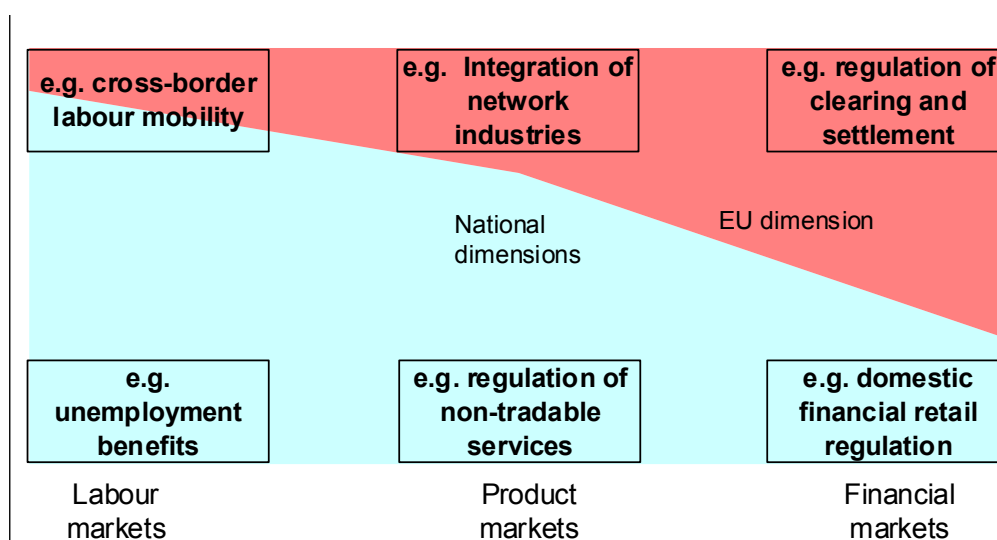 e.g. cross-border
labour mobility
e.g. Integration of
network
industries
e.g. regulation of
clearing and
settlement
National
dimensions
EU dimension
e.g.
unemployment
benefits
e.g. regulation of
non-tradable
services
e.g. domestic
financial retail
regulation
Labour
markets
Product
markets
Financial
markets